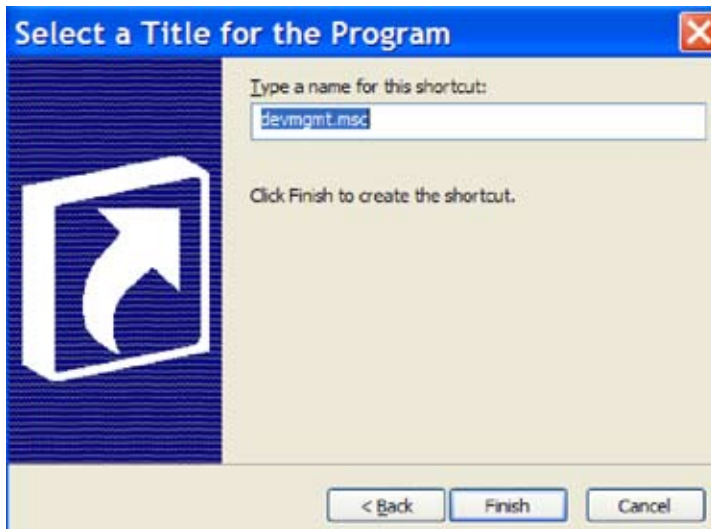 Select a Title for the Program
Type a name for this shortcut:
devmgmt.msc
Click Finish to create the shortcut.
< Back Finish Cancel